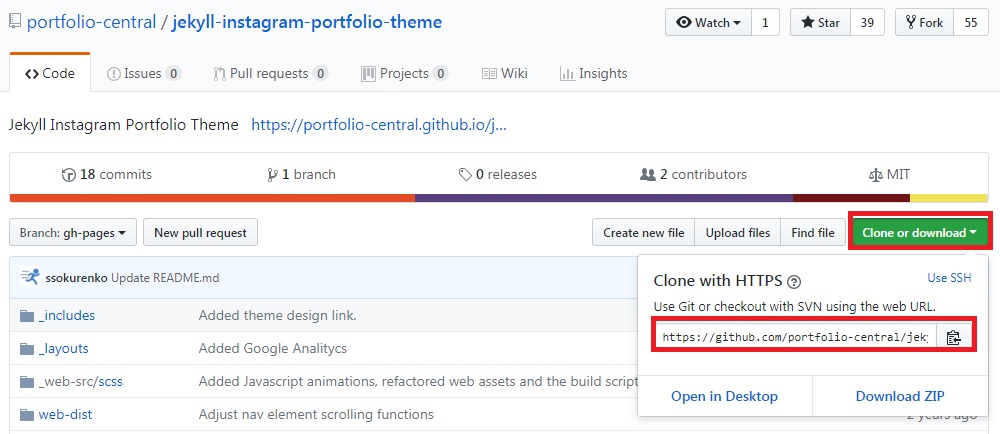 portfolio-central / jekyll-instagram-portfolio-theme Watch 1 Star 39 Fork 55
Code Issues 0 Pull requests 0 Projects 0 Wiki Insights
Jekyll Instagram Portfolio Theme https://portfolio-central.github.io/j...
18 commits 1 branch 0 releases 2 contributors MIT
Branch: gh-pages New pull request Create new file Upload files Find file Clone or download
ssokurenko Update README.md
_includes Added theme design link.
_layouts Added Google Analitycs
_web-src/scss Added Javascript animations, refactored web assets and the build script
web-dist Adjust nav element scrolling functions
Clone with HTTPS Use SSH
Use Git or checkout with SVN using the web URL.
https://github.com/portfolio-central/jek
Open in Desktop Download ZIP
2 years ago